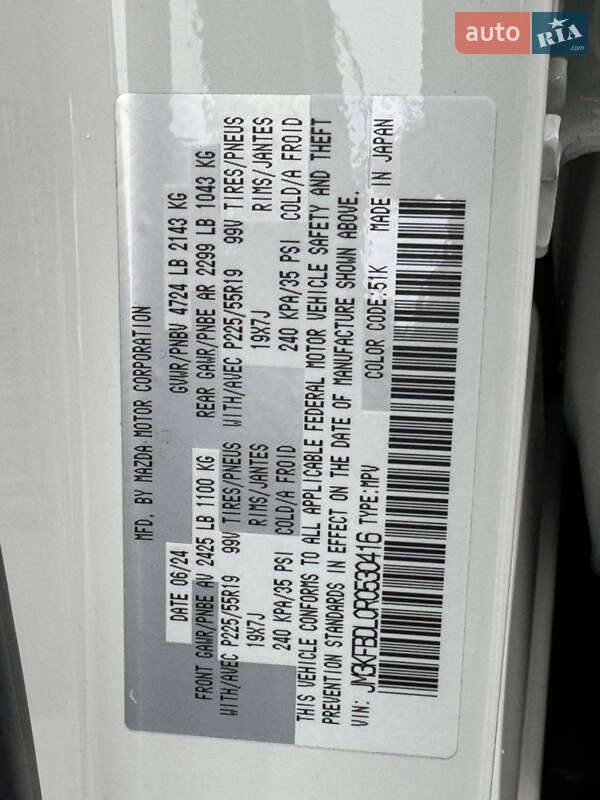 auto RIA .com
MFD. BY MAZDA MOTOR CORPORATION
DATE 06/24 GVWR/PNBV 4724 LB 2143 KG
FRONT GAWR/PNBE AV 2425 LB 1100 KG REAR GAWR/PNBE AR 2299 LB 1043 KG
WITH/AVEC P225/55R19 99V TIRES/PNEUS WITH/AVEC P225/55R19 99V TIRES/PNEUS
19X7J RIMS/JANTES 19X7J RIMS/JANTES
240 KPA/35 PSI COLD/A FROID 240 KPA/35 PSI COLD/A FROID
THIS VEHICLE CONFORMS TO ALL APPLICABLE FEDERAL MOTOR VEHICLE SAFETY AND THEFT
PREVENTION STANDARDS IN EFFECT ON THE DATE OF MANUFACTURE SHOWN ABOVE.
VIN: JM3KFBDL0R0530416 TYPE:MPV COLOR CODE:51K MADE IN JAPAN